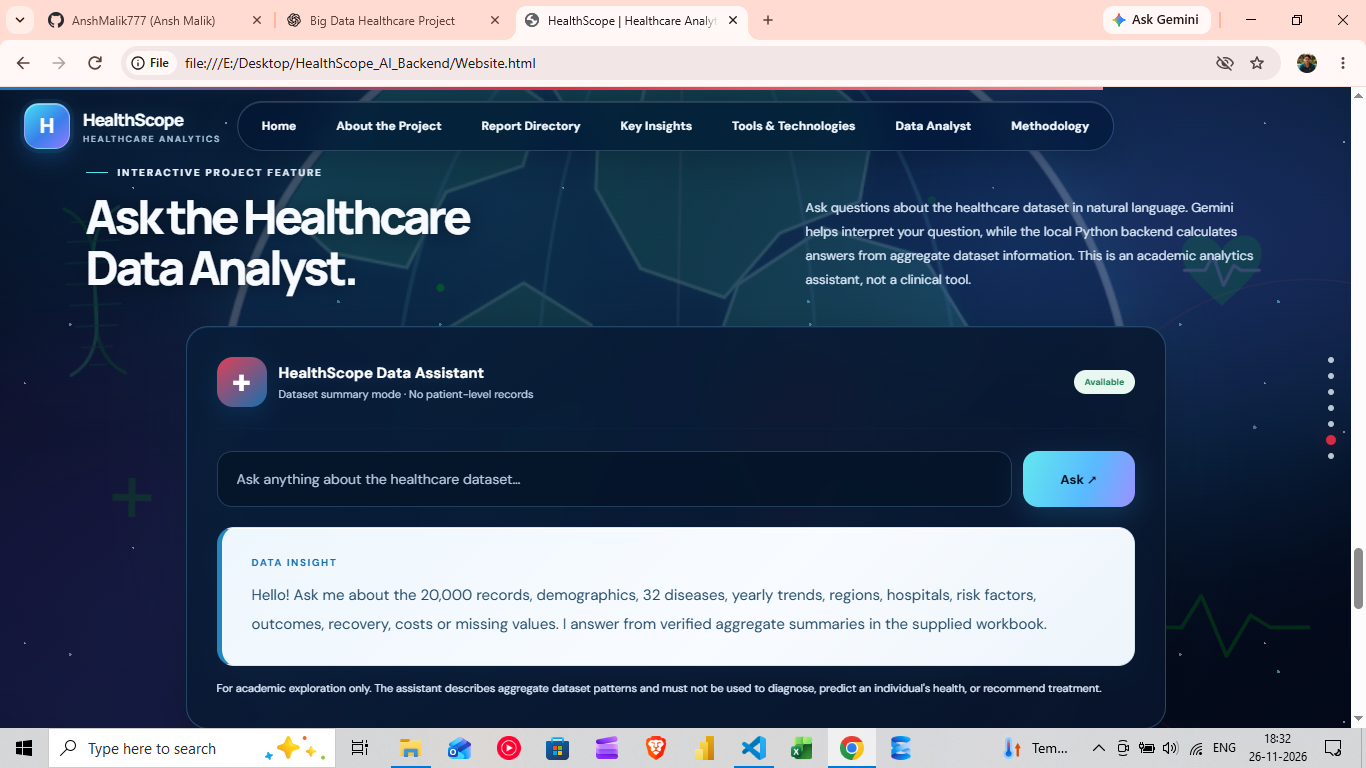 AnshMalik777 (Ansh Malik)
Big Data Healthcare Project
HealthScope | Healthcare Analyt
Ask Gemini
File
file:///E:/Desktop/HealthScope_AI_Backend/Website.html
H
HealthScope
HEALTHCARE ANALYTICS
Home
About the Project
Report Directory
Key Insights
Tools & Technologies
Data Analyst
Methodology
INTERACTIVE PROJECT FEATURE
Ask the Healthcare
Data Analyst.
Ask questions about the healthcare dataset in natural language. Gemini
helps interpret your question, while the local Python backend calculates
answers from aggregate dataset information. This is an academic analytics
assistant, not a clinical tool.
HealthScope Data Assistant
Dataset summary mode · No patient-level records
Available
Ask anything about the healthcare dataset...
Ask ↗
DATA INSIGHT
Hello! Ask me about the 20,000 records, demographics, 32 diseases, yearly trends, regions, hospitals, risk factors,
outcomes, recovery, costs or missing values. I answer from verified aggregate summaries in the supplied workbook.
For academic exploration only. The assistant describes aggregate dataset patterns and must not be used to diagnose, predict an individual's health, or recommend treatment.
Type here to search
Tem...
ENG
18:32
26-11-2026